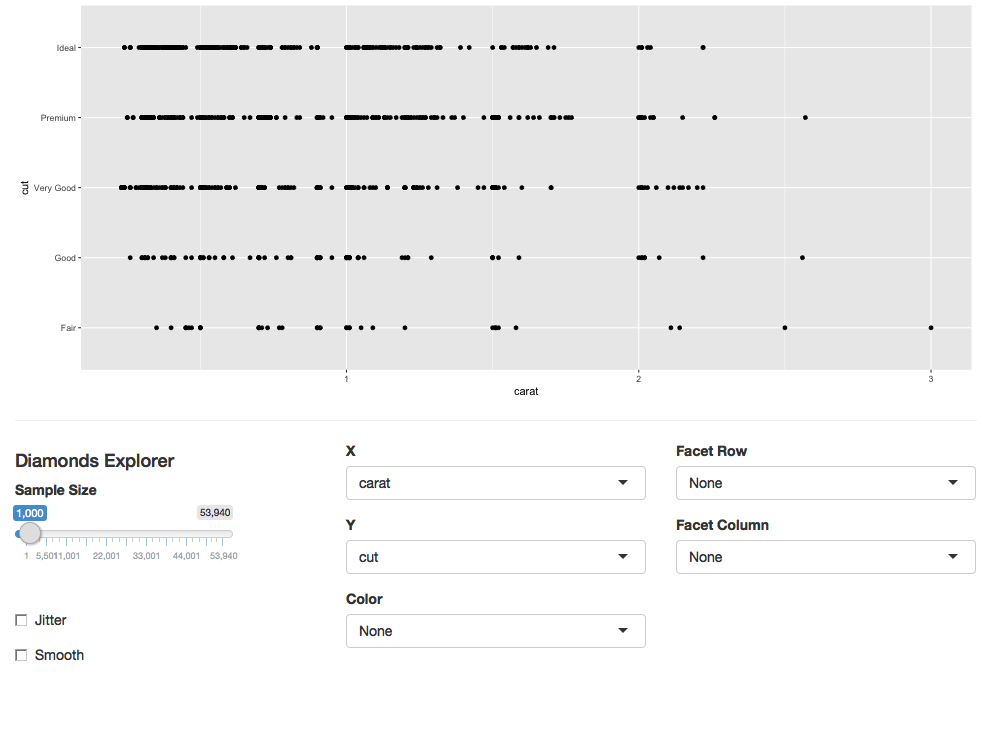 Ideal
Premium
Very Good
Good
Fair
cut
1 2 3
carat
Diamonds Explorer
Sample Size
1,000 53,940
1 5,501 11,001 22,001 33,001 44,001 53,940
Jitter
Smooth
X
carat
Y
cut
Color
None
Facet Row
None
Facet Column
None